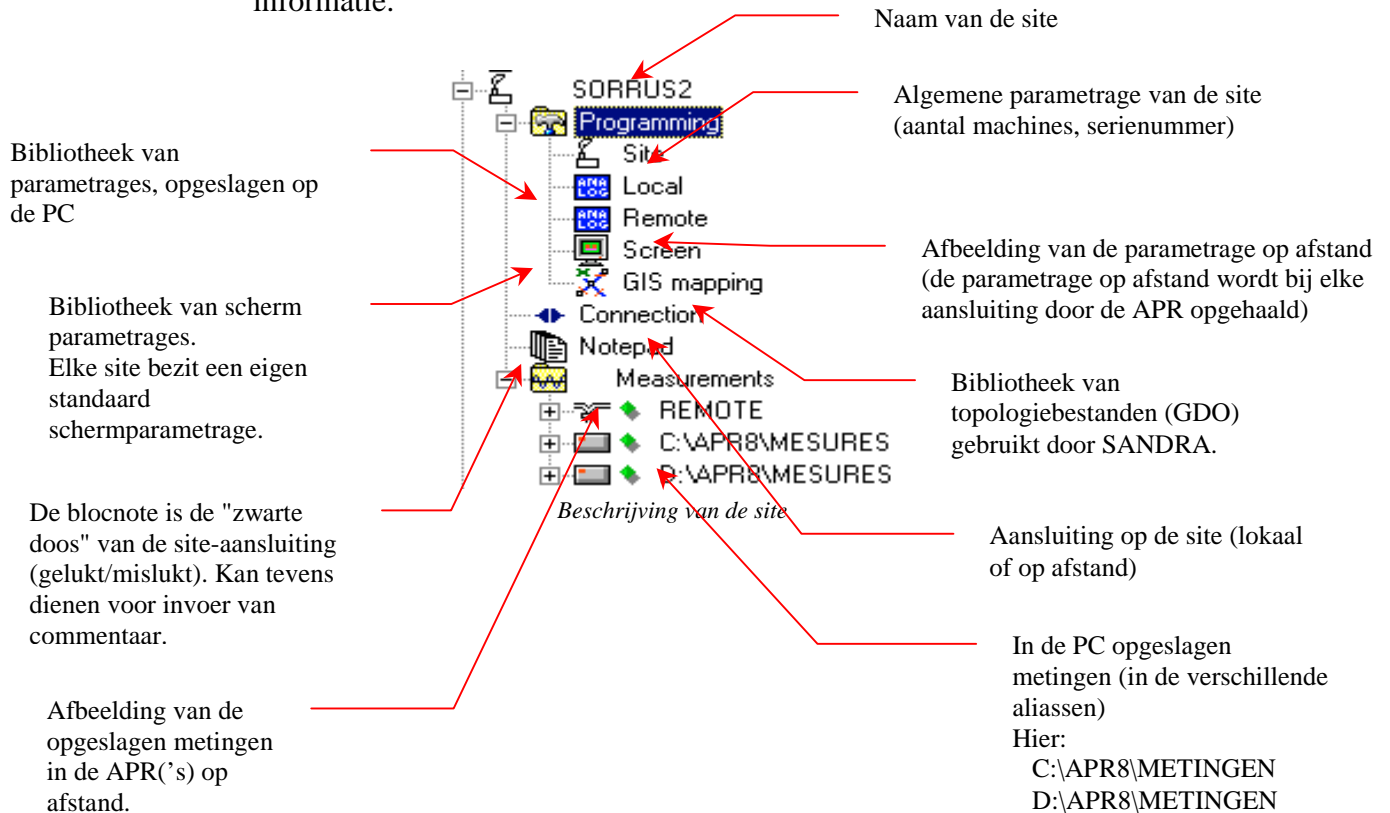 informatie.
Naam van de site
SORRUS2
Programming
Site
Local
Remote
Screen
GIS mapping
Connection
Notepad
Measurements
REMOTE
C:\APR8\MESURES
D:\APR8\MESURES
Beschrijving van de site
Bibliotheek van
parametrages, opgeslagen op
de PC
Bibliotheek van scherm
parametrages.
Elke site bezit een eigen
standaard
schermparametrage.
De blocnote is de "zwarte
doos" van de site-aansluiting
(gelukt/mislukt). Kan tevens
dienen voor invoer van
commentaar.
Afbeelding van de
opgeslagen metingen
in de APR(’s) op
afstand.
Algemene parametrage van de site
(aantal machines, serienummer)
Afbeelding van de parametrage op afstand
(de parametrage op afstand wordt bij elke
aansluiting door de APR opgehaald)
Bibliotheek van
topologiebestanden (GDO)
gebruikt door SANDRA.
Aansluiting op de site (lokaal
of op afstand)
In de PC opgeslagen
metingen (in de verschillende
aliassen)
Hier:
C:\APR8\METINGEN
D:\APR8\METINGEN